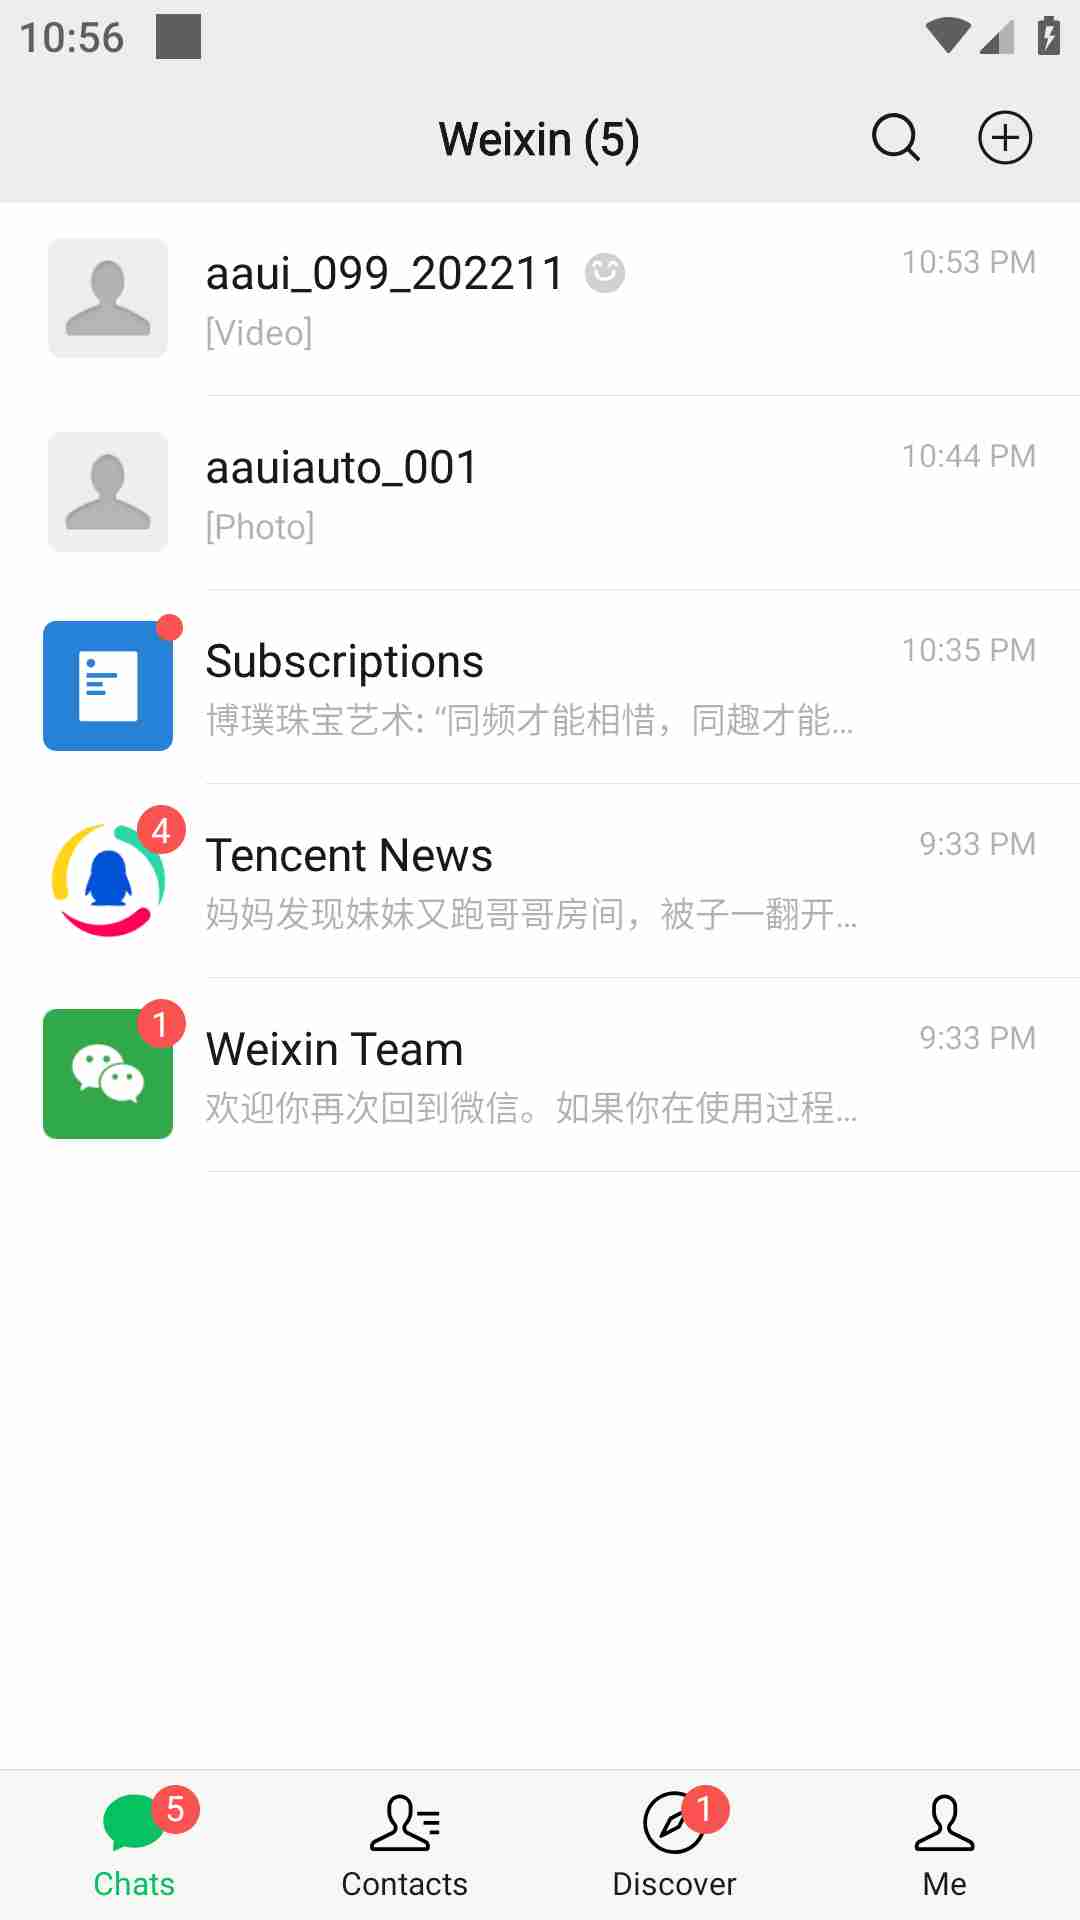 10:56
Weixin (5)
aaui_099_202211
10:53 PM
[Video]
aauiauto_001
10:44 PM
[Photo]
Subscriptions
10:35 PM
博璞珠宝艺术: “同频才能相惜，同趣才能...
4
Tencent News
9:33 PM
妈妈发现妹妹又跑哥哥房间，被子一翻开...
1
Weixin Team
9:33 PM
欢迎你再次回到微信。如果你在使用过程...
5
1
Chats
Contacts
Discover
Me